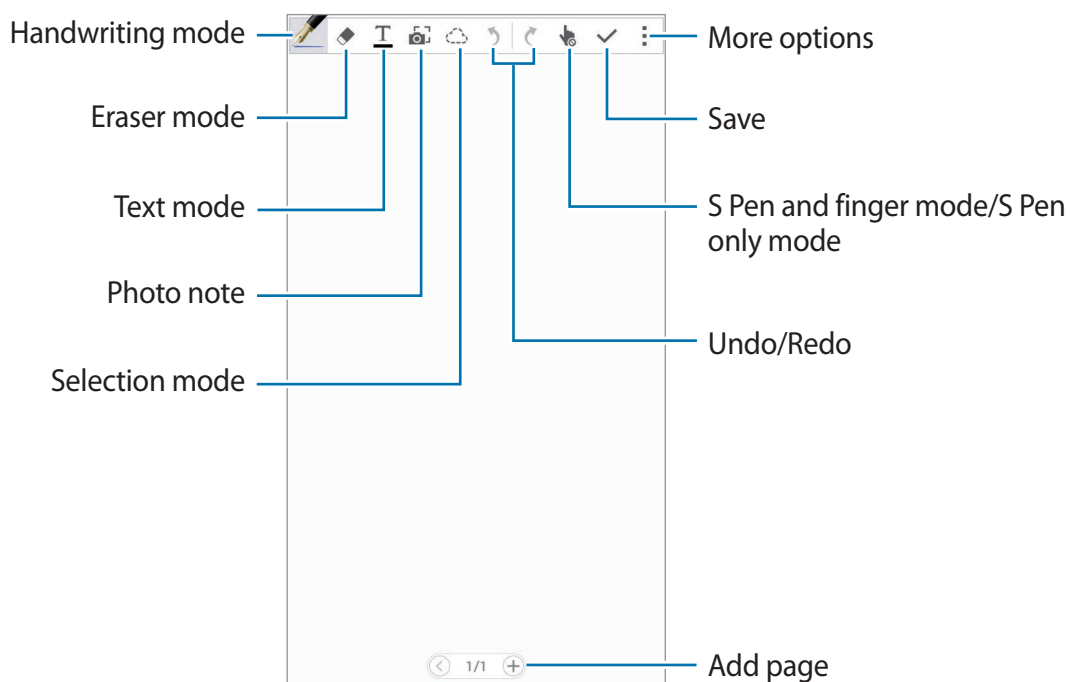 Handwriting mode
Eraser mode
Text mode
Photo note
Selection mode
T
More options
Save
S Pen and finger mode/S Pen
only mode
Undo/Redo
1/1
Add page